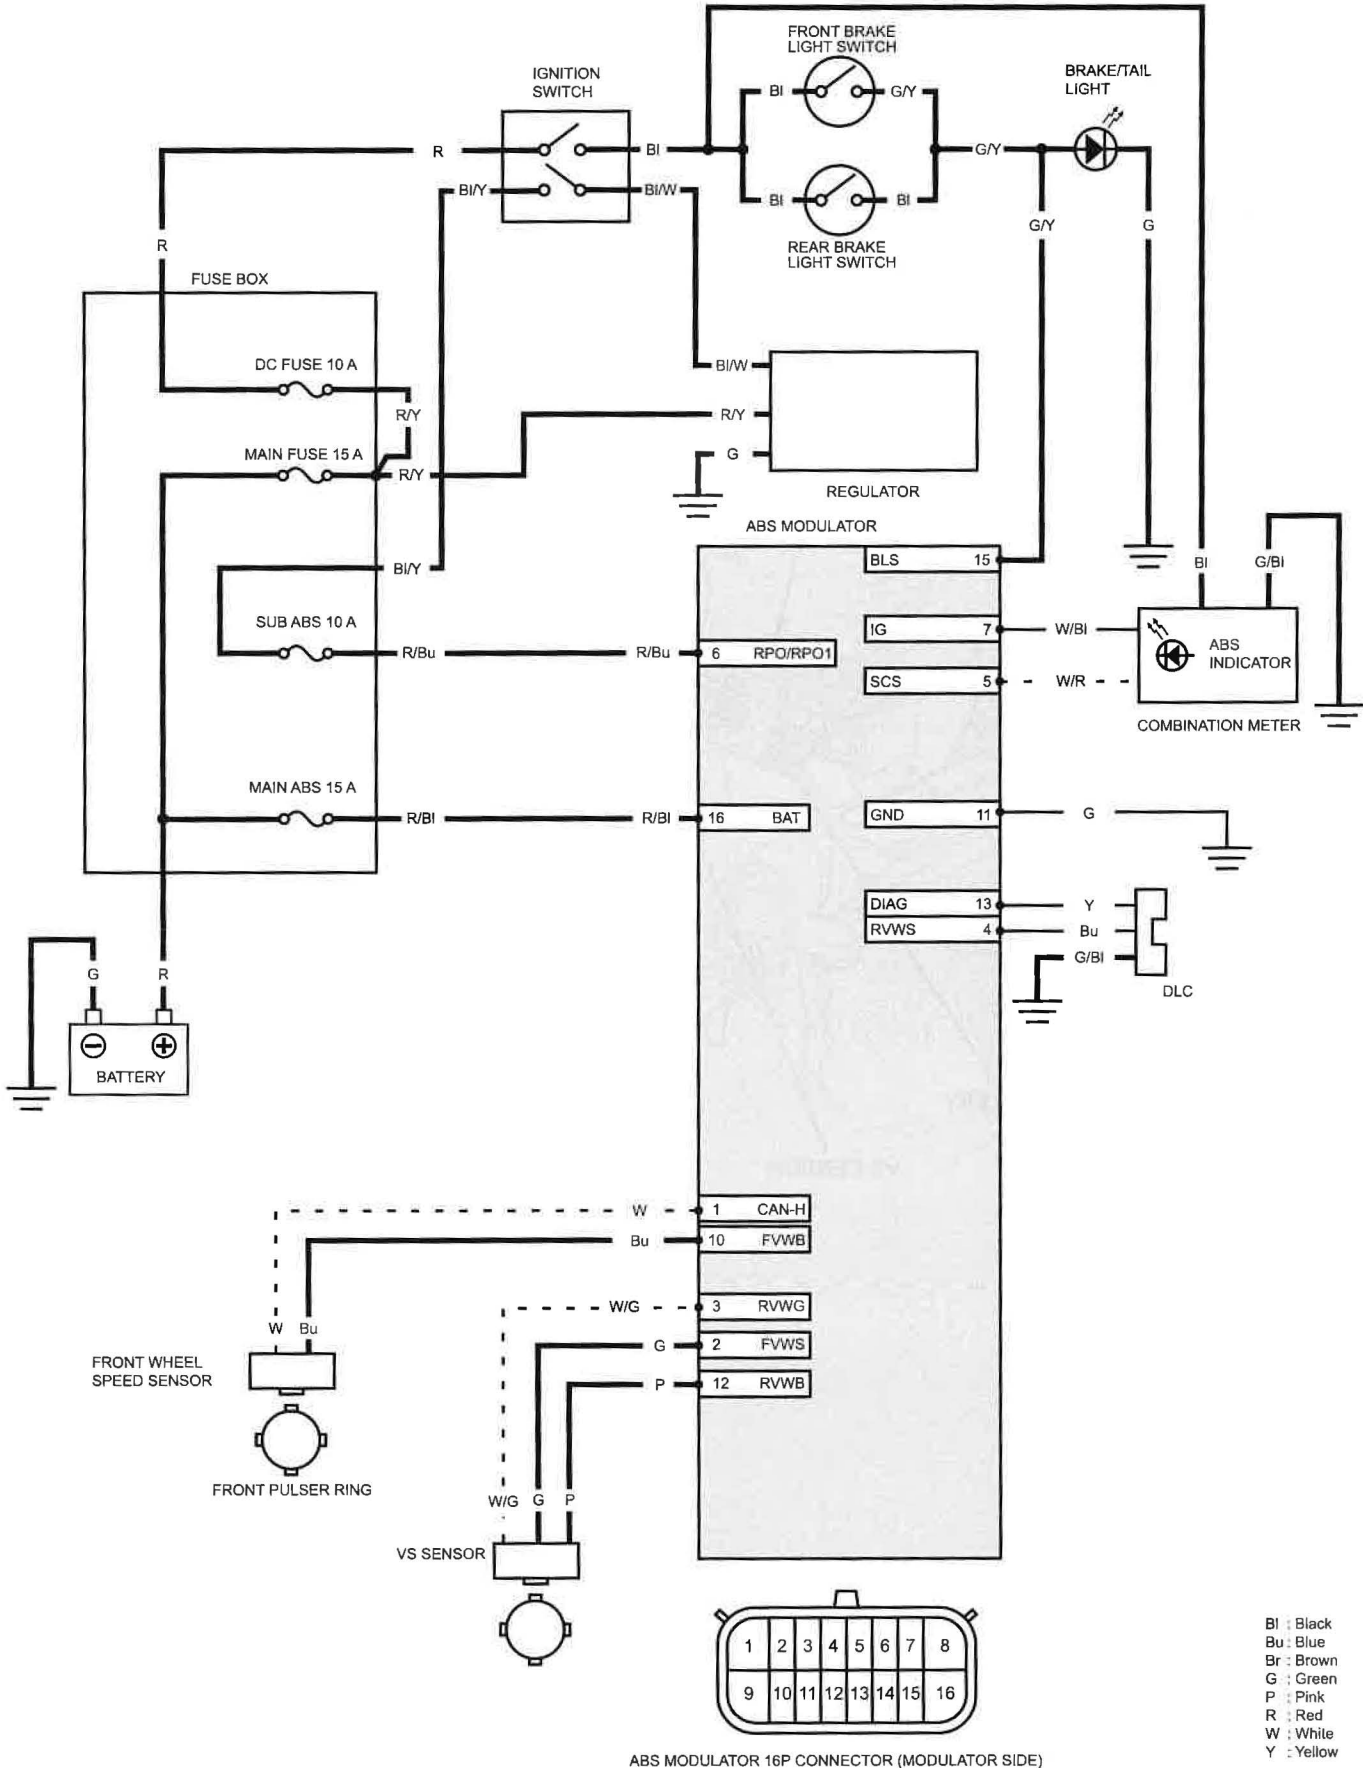 FRONT BRAKE
LIGHT SWITCH
IGNITION
SWITCH
BRAKE/TAIL
LIGHT
Bl
G/Y
R
Bl
G/Y
Bl/Y
Bl/W
Bl
Bl
R
G/Y
G
REAR BRAKE
LIGHT SWITCH
FUSE BOX
DC FUSE 10 A
Bl/W
R/Y
R/Y
MAIN FUSE 15 A
G
R/Y
REGULATOR
ABS MODULATOR
BLS 15
Bl
G/Bl
Bl/Y
SUB ABS 10 A
IG 7
W/Bl
R/Bu
R/Bu
6 RPO/RPO1
ABS
INDICATOR
SCS 5
W/R
COMBINATION METER
MAIN ABS 15 A
R/Bl
R/Bl
16 BAT
GND 11
G
DIAG 13
Y
RVWS 4
Bu
G/Bl
DLC
G
R
BATTERY
W
1 CAN-H
Bu
10 FVWB
W/G
3 RVWG
W
Bu
G
2 FVWS
FRONT WHEEL
SPEED SENSOR
P
12 RVWB
FRONT PULSER RING
W/G
G
P
VS SENSOR
1 2 3 4 5 6 7 8
9 10 11 12 13 14 15 16
ABS MODULATOR 16P CONNECTOR (MODULATOR SIDE)
Bl : Black
Bu : Blue
Br : Brown
G : Green
P : Pink
R : Red
W : White
Y : Yellow